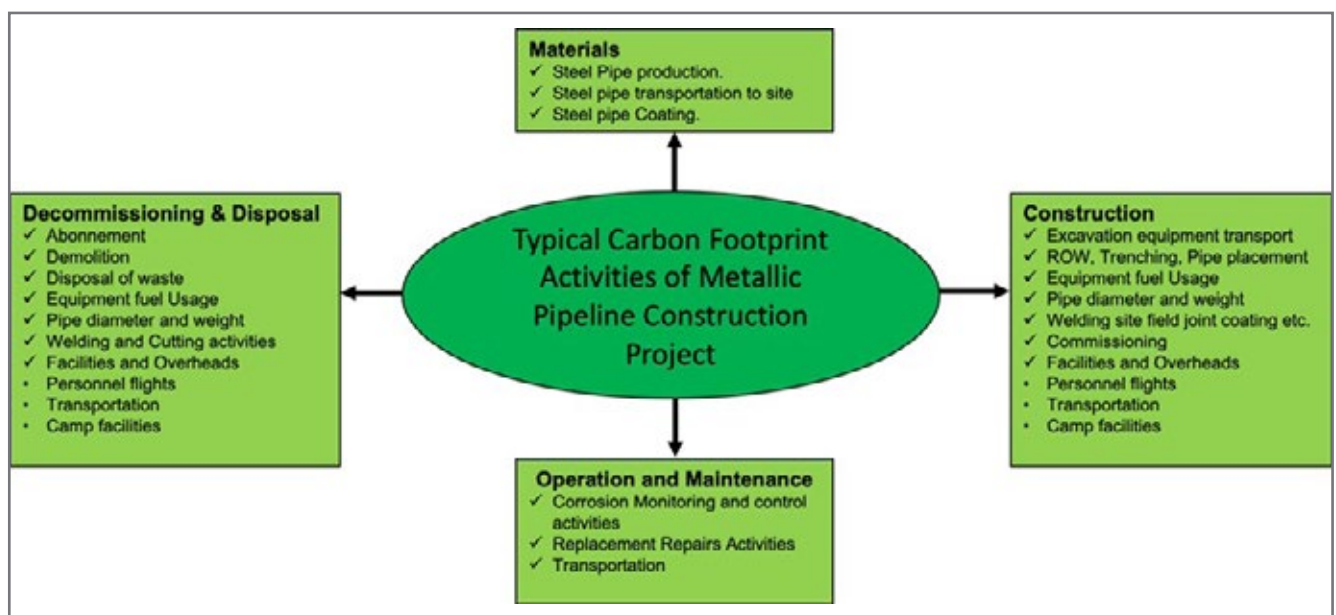 Materials
✓ Steel Pipe production.
✓ Steel pipe transportation to site
✓ Steel pipe Coating.
Decommissioning & Disposal
✓ Abonnement
✓ Demolition
✓ Disposal of waste
✓ Equipment fuel Usage
✓ Pipe diameter and weight
✓ Welding and Cutting activities
✓ Facilities and Overheads
• Personnel flights
• Transportation
• Camp facilities
Typical Carbon Footprint
Activities of Metallic
Pipeline Construction
Project
Construction
✓ Excavation equipment transport
✓ ROW, Trenching, Pipe placement
✓ Equipment fuel Usage
✓ Pipe diameter and weight
✓ Welding site field joint coating etc.
✓ Commissioning
✓ Facilities and Overheads
• Personnel flights
• Transportation
• Camp facilities
Operation and Maintenance
✓ Corrosion Monitoring and control
activities
✓ Replacement Repairs Activities
✓ Transportation